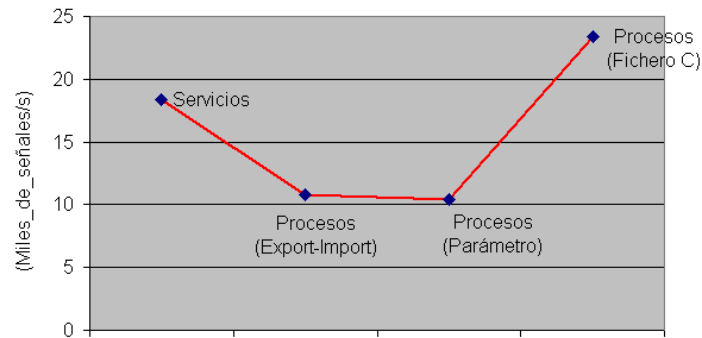 25
20
15
10
5
0
(Miles_de_señales/s)
Servicios
Procesos
(Export-Import)
Procesos
(Parámetro)
Procesos
(Fichero C)